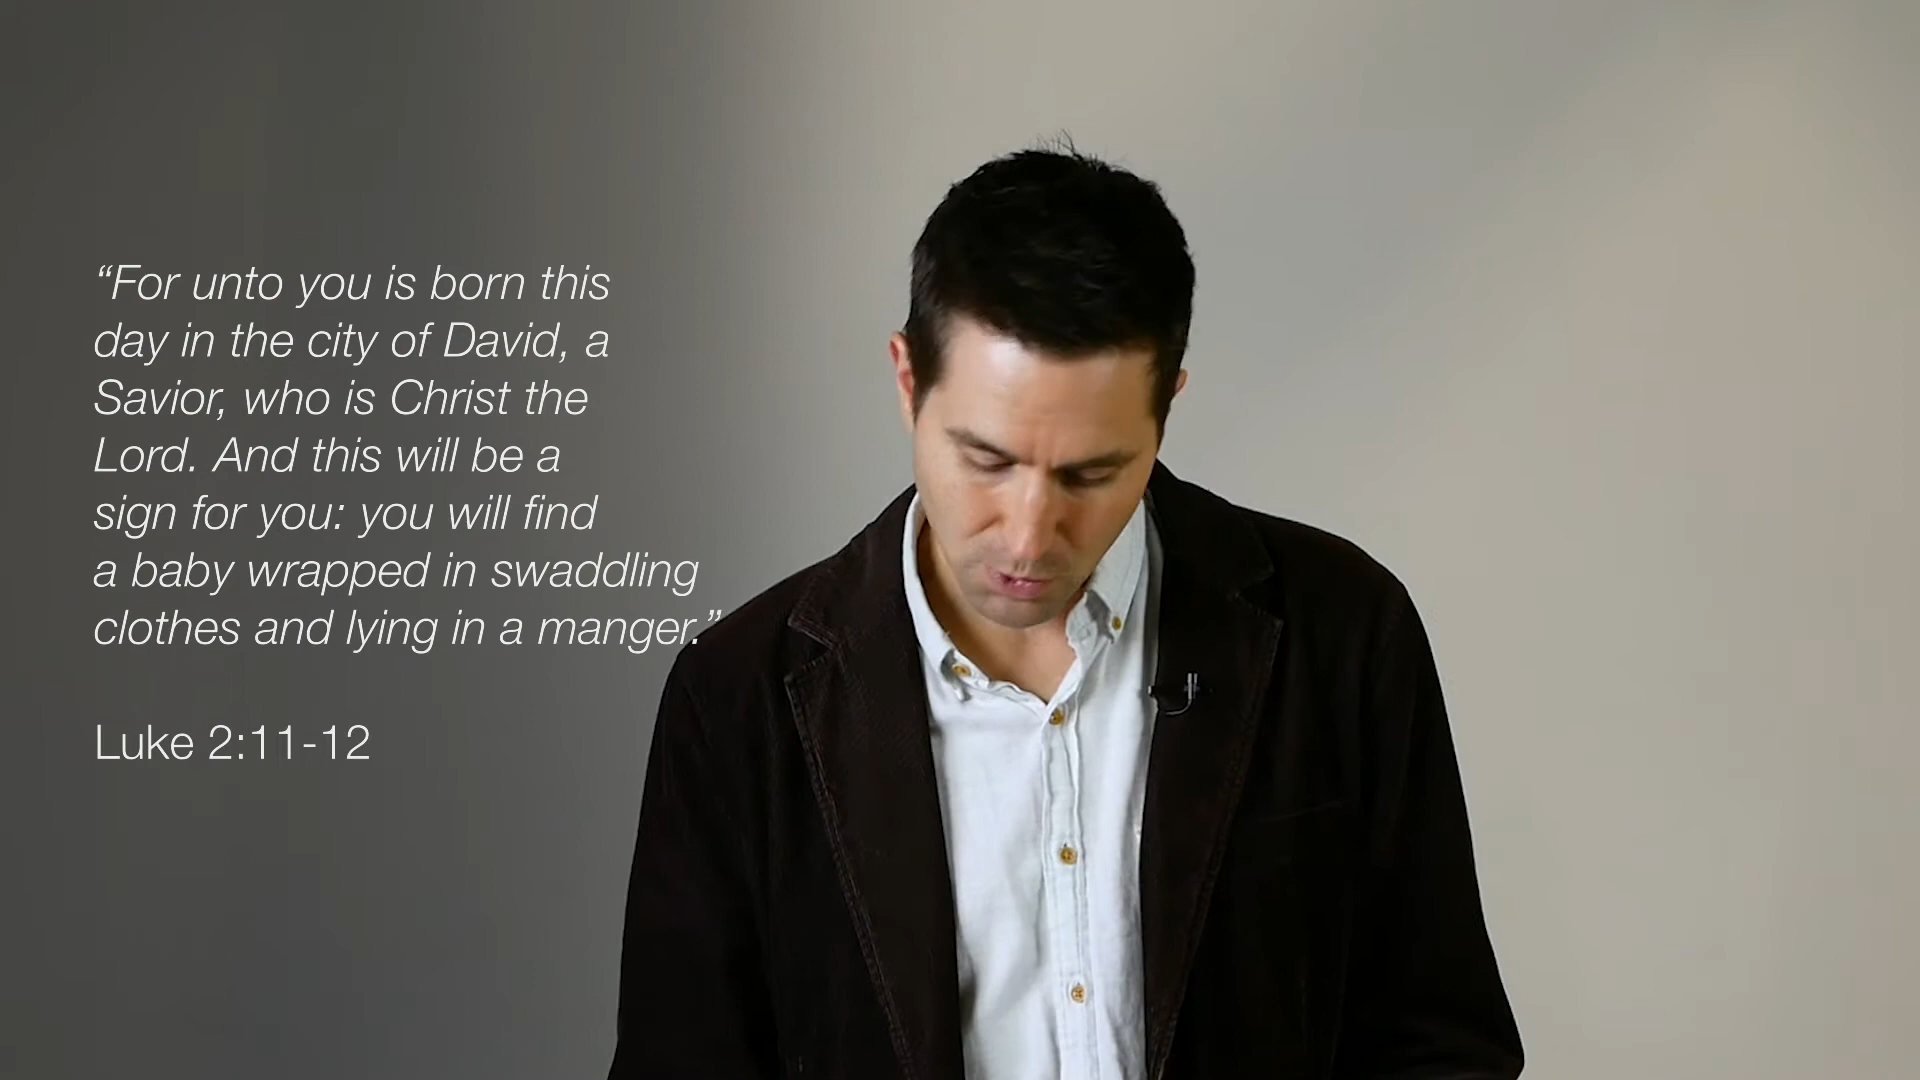 “For unto you is born this
day in the city of David, a
Savior, who is Christ the
Lord. And this will be a
sign for you: you will find
a baby wrapped in swaddling
clothes and lying in a manger.”
Luke 2:11-12